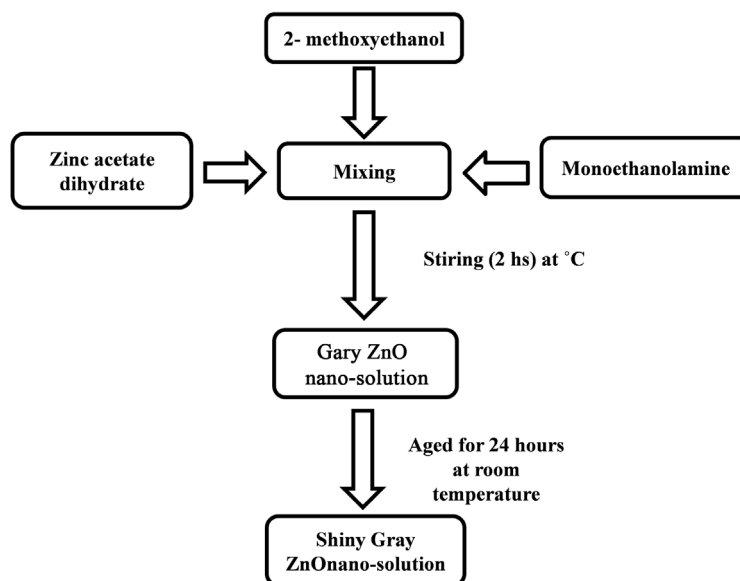 2- methoxyethanol
Zinc acetate
dihydrate
Mixing
Monoethanolamine
Stiring (2 hs) at °C
Gary ZnO
nano-solution
Aged for 24 hours
at room
temperature
Shiny Gray
ZnOnano-solution